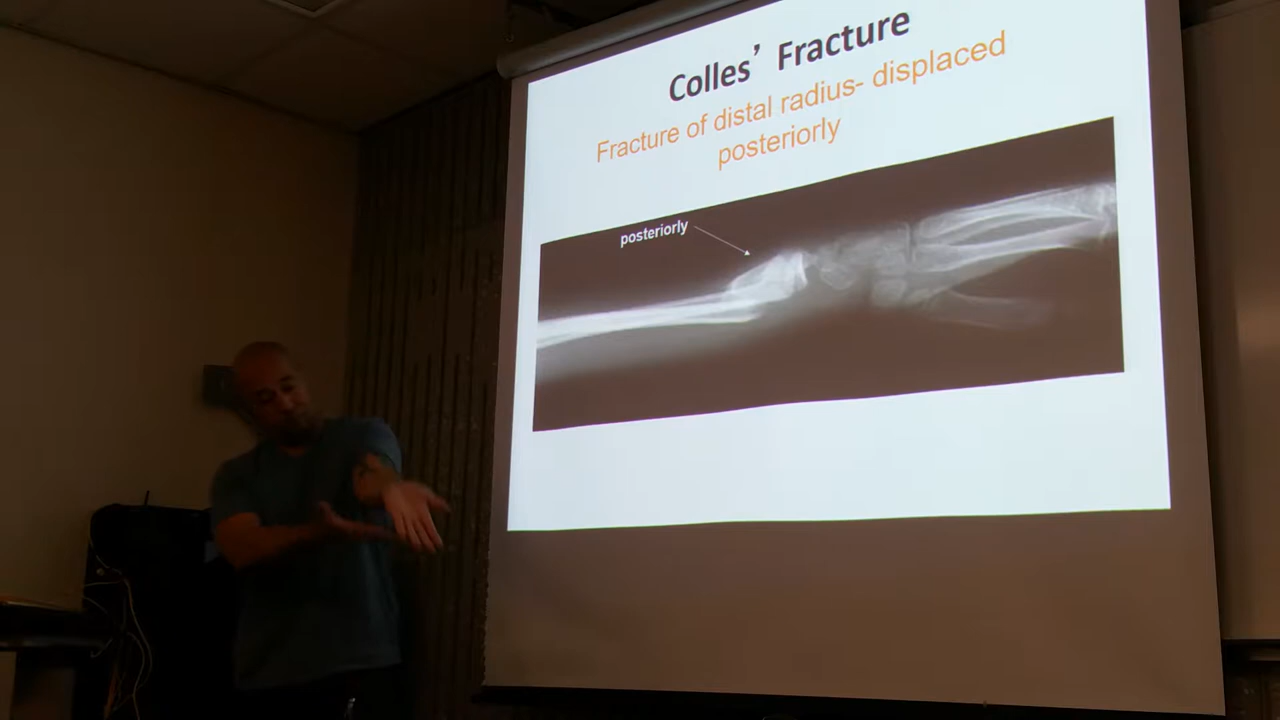 Colles’ Fracture
Fracture of distal radius- displaced
posteriorly
posteriorly